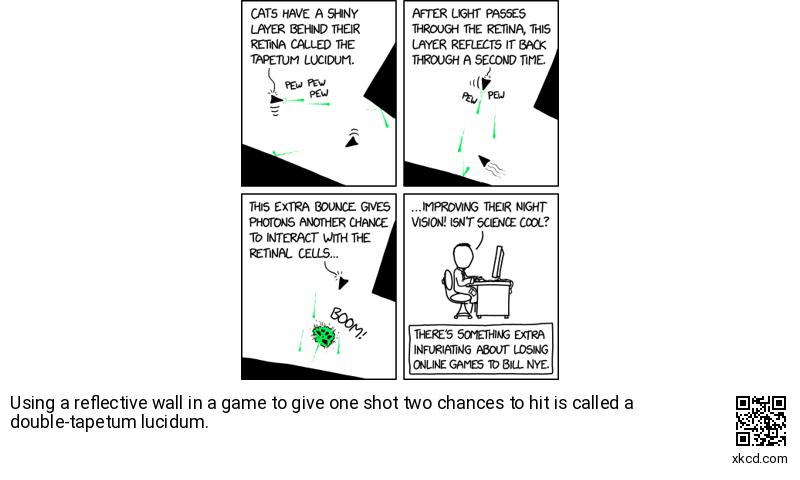 CATS HAVE A SHINY
LAYER BEHIND THEIR
RETINA CALLED THE
TAPETUM LUCIDUM.
PEW PEW
PEW
AFTER LIGHT PASSES
THROUGH THE RETINA, THIS
LAYER REFLECTS IT BACK
THROUGH A SECOND TIME.
PEW PEW
THIS EXTRA BOUNCE GIVES
PHOTONS ANOTHER CHANCE
TO INTERACT WITH THE
RETINAL CELLS...
BOOM!
...IMPROVING THEIR NIGHT
VISION! ISN'T SCIENCE COOL?
THERE'S SOMETHING EXTRA
INFURIATING ABOUT LOSING
ONLINE GAMES TO BILL NYE.
Using a reflective wall in a game to give one shot two chances to hit is called a
double-tapetum lucidum.
xkcd.com